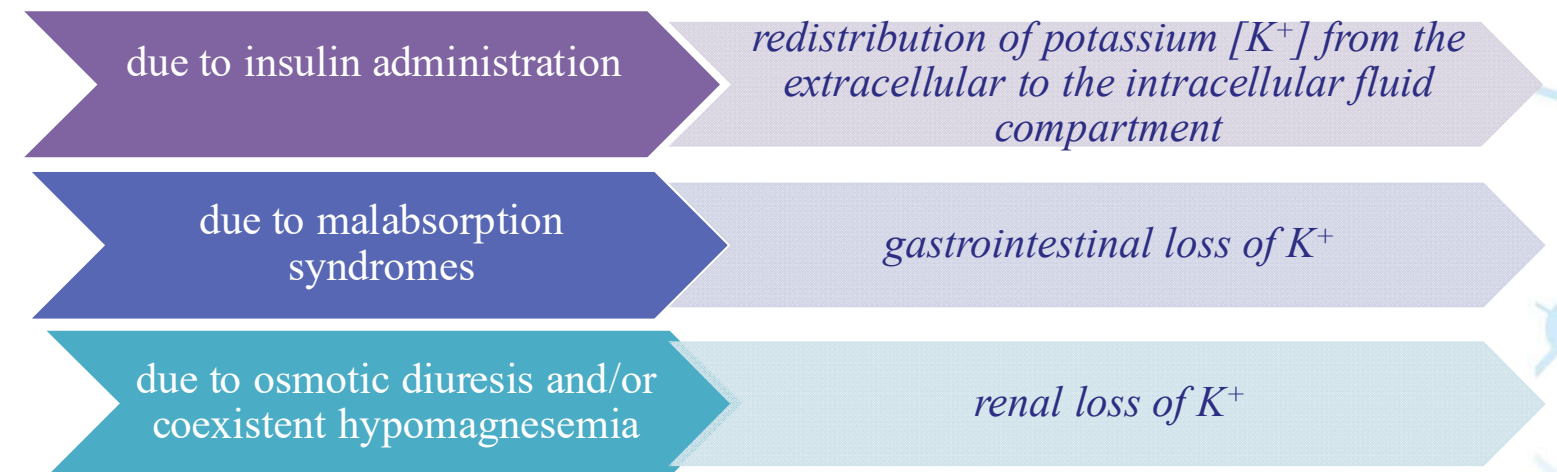 due to insulin administration
redistribution of potassium [K⁺] from the
extracellular to the intracellular fluid
compartment
due to malabsorption
syndromes
gastrointestinal loss of K⁺
due to osmotic diuresis and/or
coexistent hypomagnesemia
renal loss of K⁺